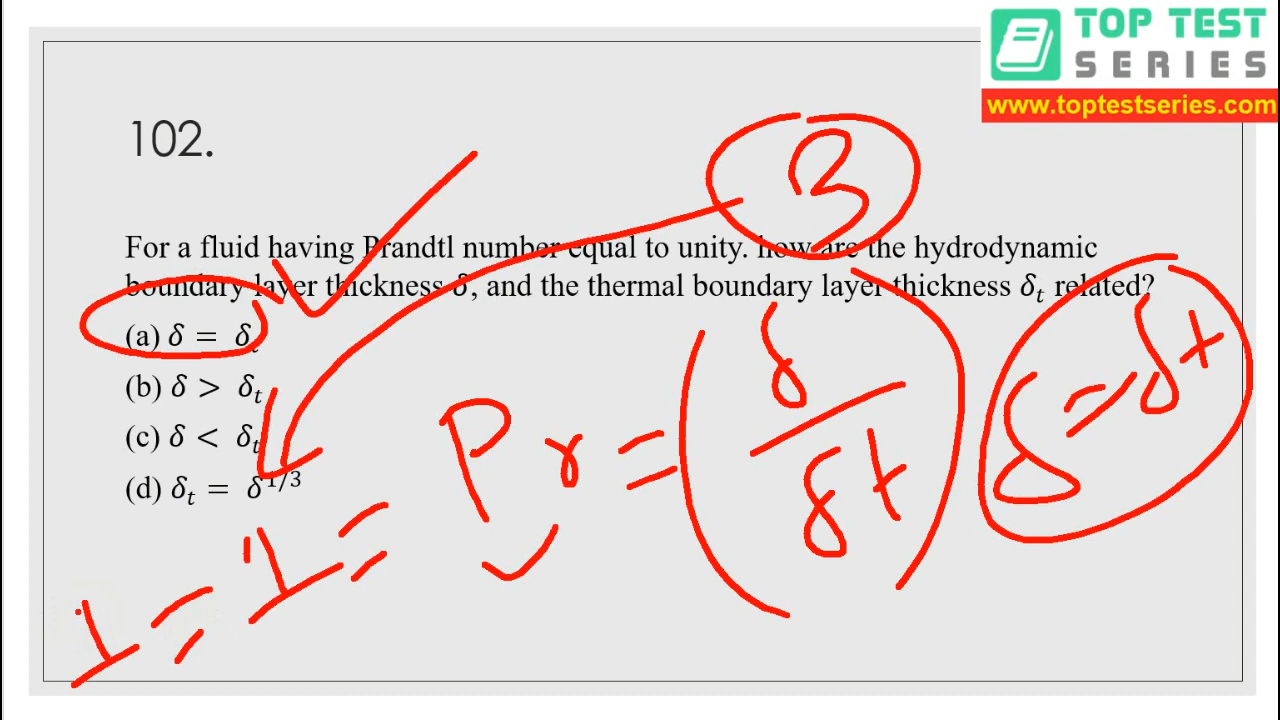 TOP TEST
SERIES
www.toptestseries.com
102.
3
For a fluid having Prandtl number equal to unity. how are the hydrodynamic
boundary layer thickness δ, and the thermal boundary layer thickness δₜ related?
(a) δ = δₜ
(b) δ > δₜ
(c) δ < δₜ
(d) δₜ = δ^1/3
1 = 1 = Pr = (δ/δt)
δ = δt